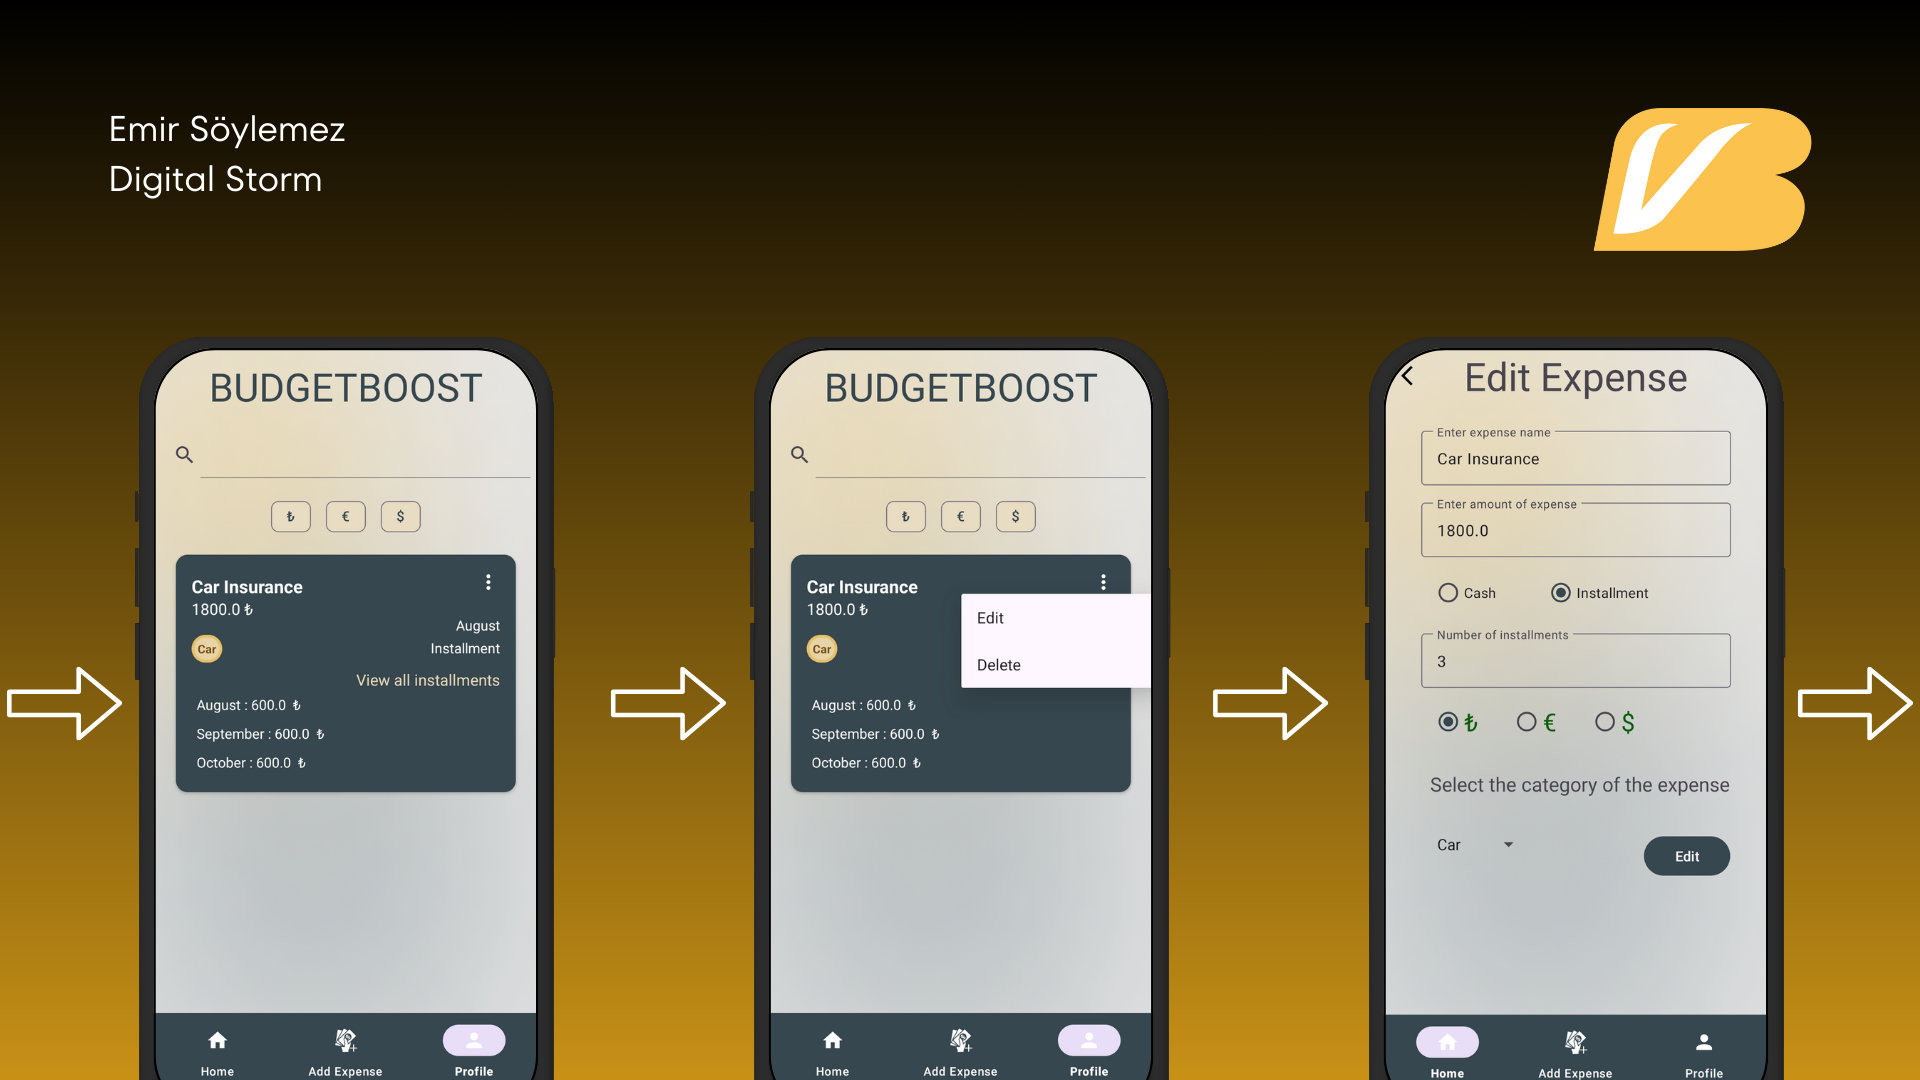 Emir Söylemez
Digital Storm
BUDGETBOOST
₺ € $
Car Insurance
1800.0 ₺
August
Car
Installment
View all installments
August : 600.0 ₺
September : 600.0 ₺
October : 600.0 ₺
Home
Add Expense
Profile
BUDGETBOOST
₺ € $
Car Insurance
1800.0 ₺
Edit
Car
Delete
August : 600.0 ₺
September : 600.0 ₺
October : 600.0 ₺
Home
Add Expense
Profile
Edit Expense
Enter expense name
Car Insurance
Enter amount of expense
1800.0
Cash Installment
Number of installments
3
₺ € $
Select the category of the expense
Car
Edit
Home
Add Expense
Profile